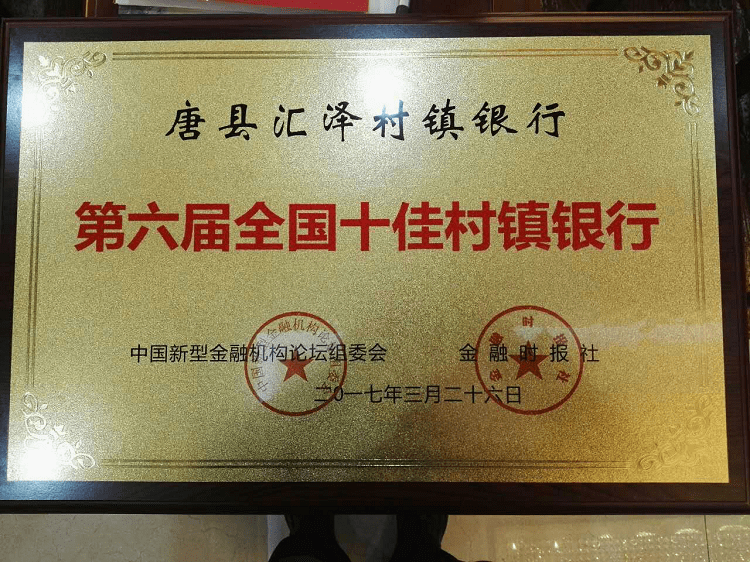 唐县汇泽村镇银行
第六届全国十佳村镇银行
中国新型金融机构论坛组委会 金融时报社
二0一七年三月二十六日